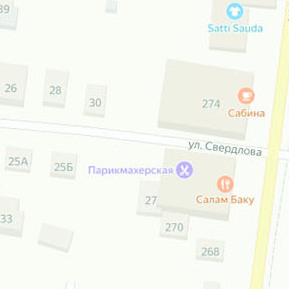 39
Satti Sauda
26
28
30
274
Сабина
ул. Свердлова
25А
25Б
Парикмахерская
Салам Баку
27
33
270
268